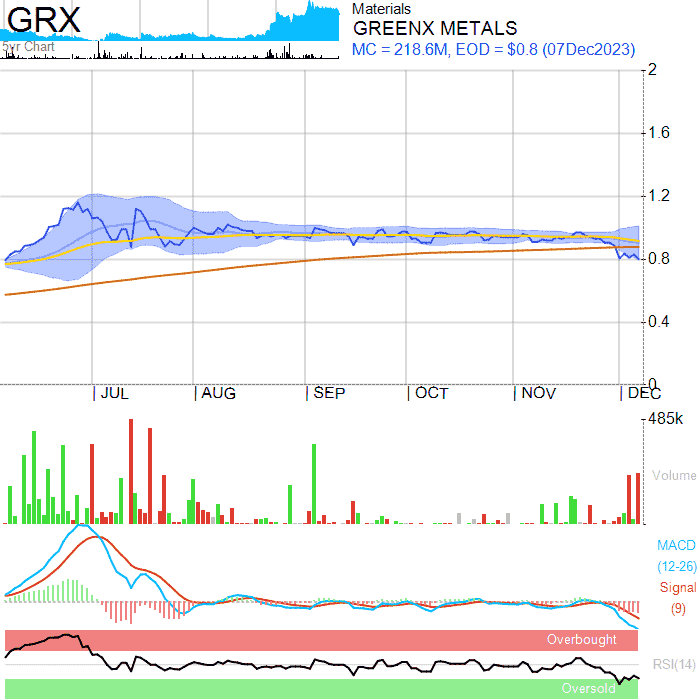 GRX
5yr Chart
Materials
GREENX METALS
MC = 218.6M, EOD = $0.8 (07Dec2023)
2
1.6
1.2
0.8
0.4
0
JUL AUG SEP OCT NOV DEC
485k
Volume
MACD
(12-26)
Signal
(9)
Overbought
RSI(14)
Oversold